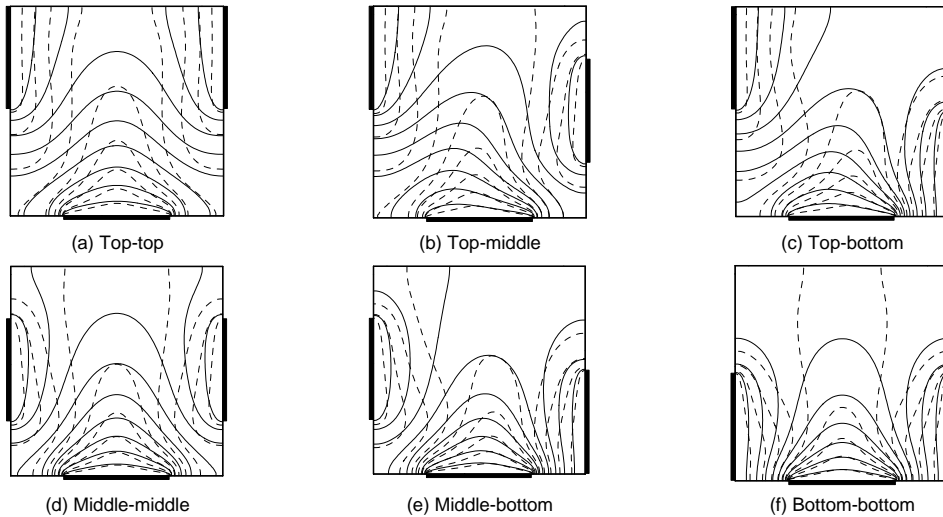 (a) Top-top
(b) Top-middle
(c) Top-bottom
(d) Middle-middle
(e) Middle-bottom
(f) Bottom-bottom